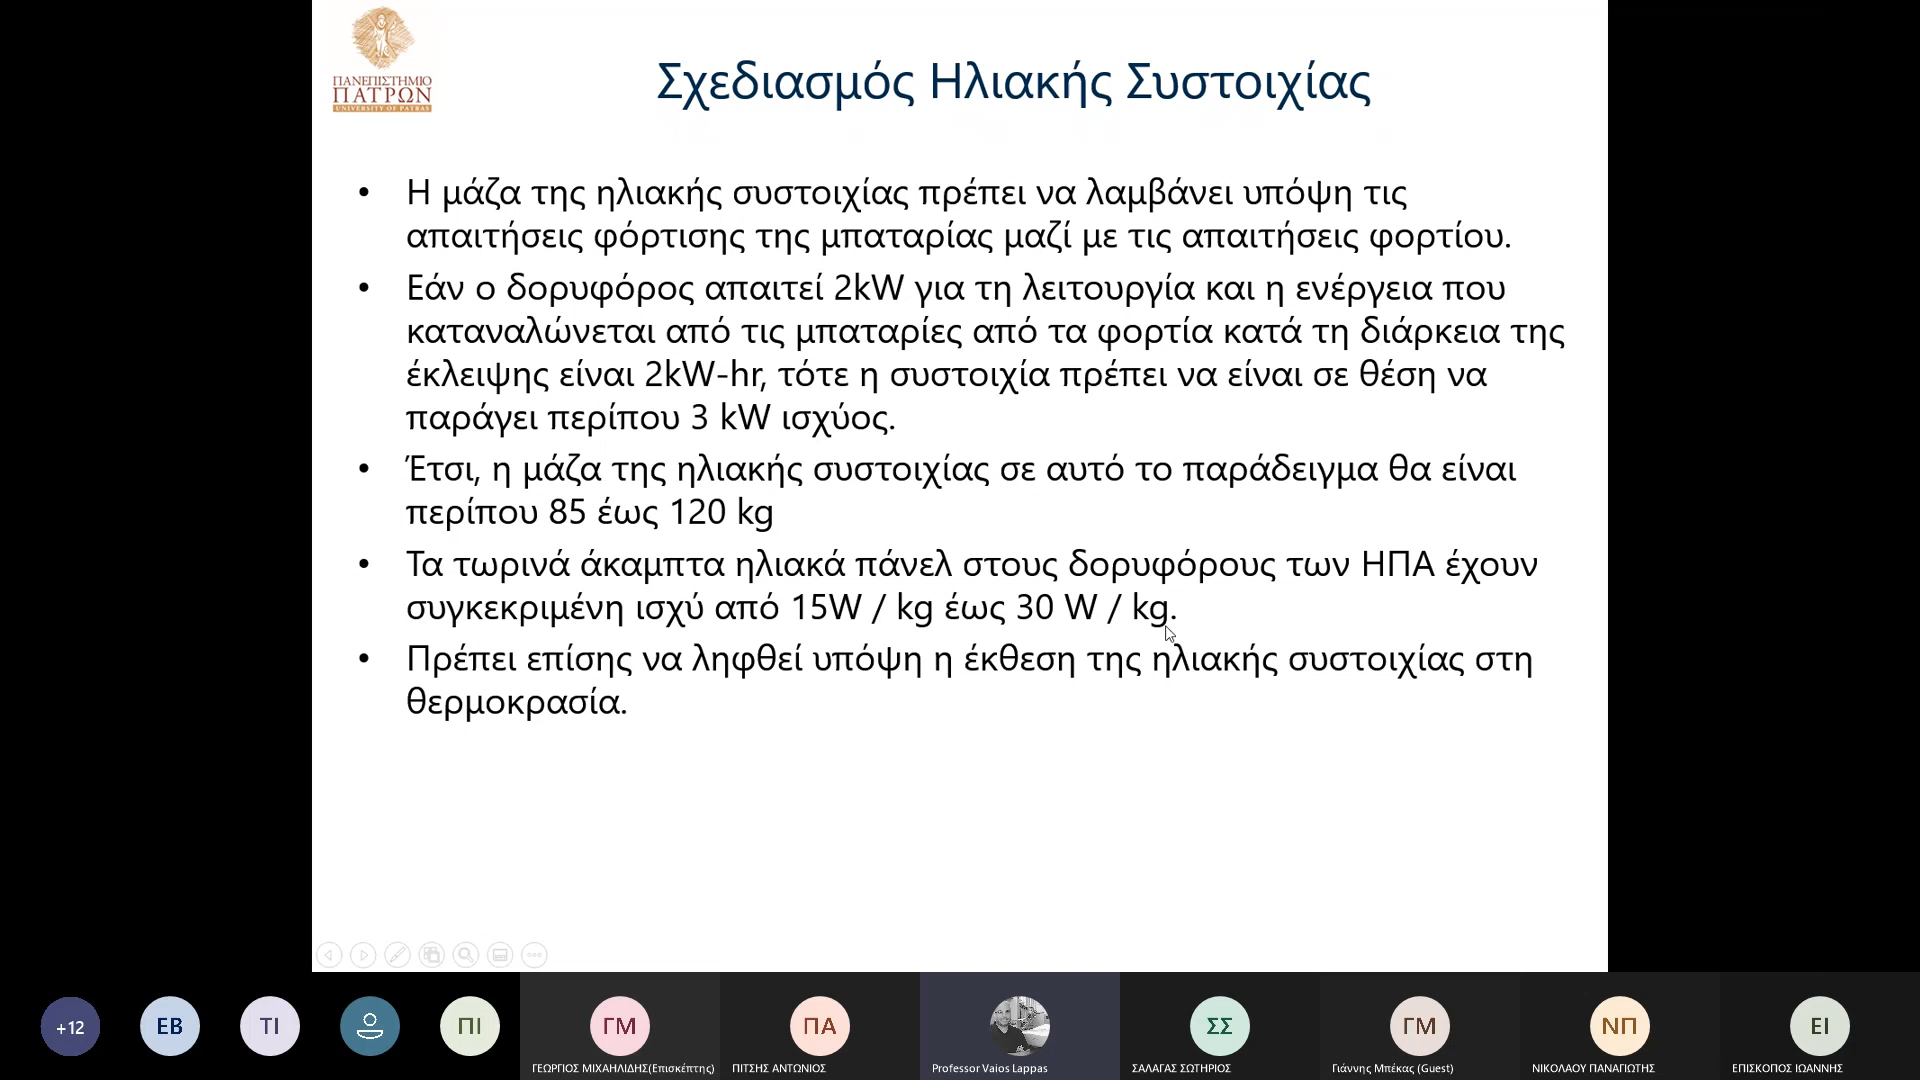 ΠΑΝΕΠΙΣΤΗΜΙΟ
ΠΑΤΡΩΝ
UNIVERSITY OF PATRAS
Σχεδιασμός Ηλιακής Συστοιχίας
• Η μάζα της ηλιακής συστοιχίας πρέπει να λαμβάνει υπόψη τις
απαιτήσεις φόρτισης της μπαταρίας μαζί με τις απαιτήσεις φορτίου.
• Εάν ο δορυφόρος απαιτεί 2kW για τη λειτουργία και η ενέργεια που
καταναλώνεται από τις μπαταρίες από τα φορτία κατά τη διάρκεια της
έκλειψης είναι 2kW-hr, τότε η συστοιχία πρέπει να είναι σε θέση να
παράγει περίπου 3 kW ισχύος.
• Έτσι, η μάζα της ηλιακής συστοιχίας σε αυτό το παράδειγμα θα είναι
περίπου 85 έως 120 kg
• Τα τωρινά άκαμπτα ηλιακά πάνελ στους δορυφόρους των ΗΠΑ έχουν
συγκεκριμένη ισχύ από 15W / kg έως 30 W / kg.
• Πρέπει επίσης να ληφθεί υπόψη η έκθεση της ηλιακής συστοιχίας στη
θερμοκρασία.
+12
ΕΒ
ΤΙ
ΠΙ
ΓΜ
ΠΑ
ΣΣ
ΓΜ
ΝΠ
ΕΙ
ΓΕΩΡΓΙΟΣ ΜΙΧΑΗΛΙΔΗΣ(Επισκέπτης)
ΠΙΤΣΗΣ ΑΝΤΩΝΙΟΣ
Professor Vaios Lappas
ΣΑΛΑΓΑΣ ΣΩΤΗΡΙΟΣ
Γιάννης Μπέκας (Guest)
ΝΙΚΟΛΑΟΥ ΠΑΝΑΓΙΩΤΗΣ
ΕΠΙΣΚΟΠΟΣ ΙΩΑΝΝΗΣ